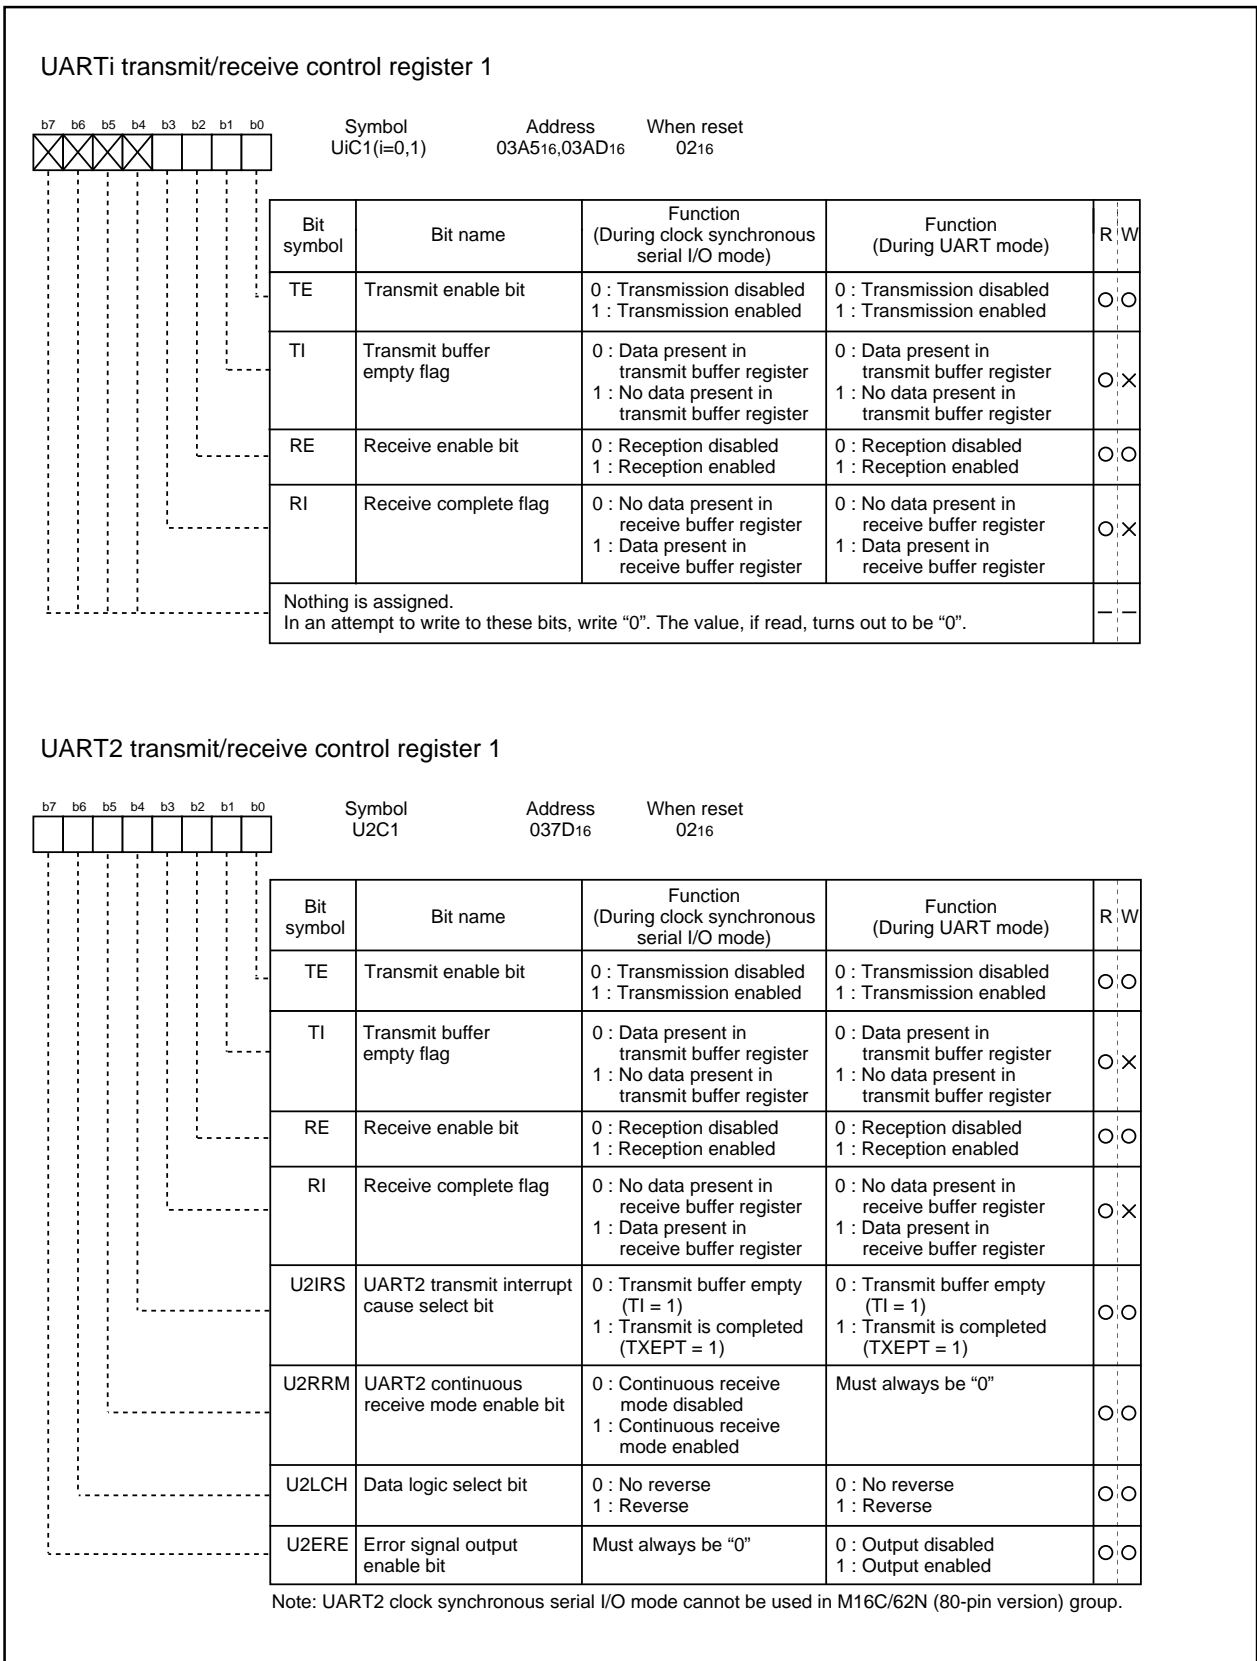 UARTi transmit/receive control register 1
b7 b6 b5 b4 b3 b2 b1 b0
Symbol Address When reset
UiC1(i=0,1) 03A516,03AD16 0216
Bit symbol Bit name Function (During clock synchronous serial I/O mode) Function (During UART mode) R W
TE Transmit enable bit 0 : Transmission disabled 0 : Transmission disabled
1 : Transmission enabled 1 : Transmission enabled
TI Transmit buffer 0 : Data present in 0 : Data present in
empty flag transmit buffer register transmit buffer register
1 : No data present in 1 : No data present in
transmit buffer register transmit buffer register
RE Receive enable bit 0 : Reception disabled 0 : Reception disabled
1 : Reception enabled 1 : Reception enabled
RI Receive complete flag 0 : No data present in 0 : No data present in
receive buffer register receive buffer register
1 : Data present in 1 : Data present in
receive buffer register receive buffer register
Nothing is assigned.
In an attempt to write to these bits, write “0”. The value, if read, turns out to be “0”.
UART2 transmit/receive control register 1
b7 b6 b5 b4 b3 b2 b1 b0
Symbol Address When reset
U2C1 037D16 0216
Bit symbol Bit name Function (During clock synchronous serial I/O mode) Function (During UART mode) R W
TE Transmit enable bit 0 : Transmission disabled 0 : Transmission disabled
1 : Transmission enabled 1 : Transmission enabled
TI Transmit buffer 0 : Data present in 0 : Data present in
empty flag transmit buffer register transmit buffer register
1 : No data present in 1 : No data present in
transmit buffer register transmit buffer register
RE Receive enable bit 0 : Reception disabled 0 : Reception disabled
1 : Reception enabled 1 : Reception enabled
RI Receive complete flag 0 : No data present in 0 : No data present in
receive buffer register receive buffer register
1 : Data present in 1 : Data present in
receive buffer register receive buffer register
U2IRS UART2 transmit interrupt 0 : Transmit buffer empty 0 : Transmit buffer empty
cause select bit (TI = 1) (TI = 1)
1 : Transmit is completed 1 : Transmit is completed
(TXEPT = 1) (TXEPT = 1)
U2RRM UART2 continuous 0 : Continuous receive Must always be “0”
receive mode enable bit mode disabled
1 : Continuous receive
mode enabled
U2LCH Data logic select bit 0 : No reverse 0 : No reverse
1 : Reverse 1 : Reverse
U2ERE Error signal output Must always be “0” 0 : Output disabled
enable bit 1 : Output enabled
Note: UART2 clock synchronous serial I/O mode cannot be used in M16C/62N (80-pin version) group.